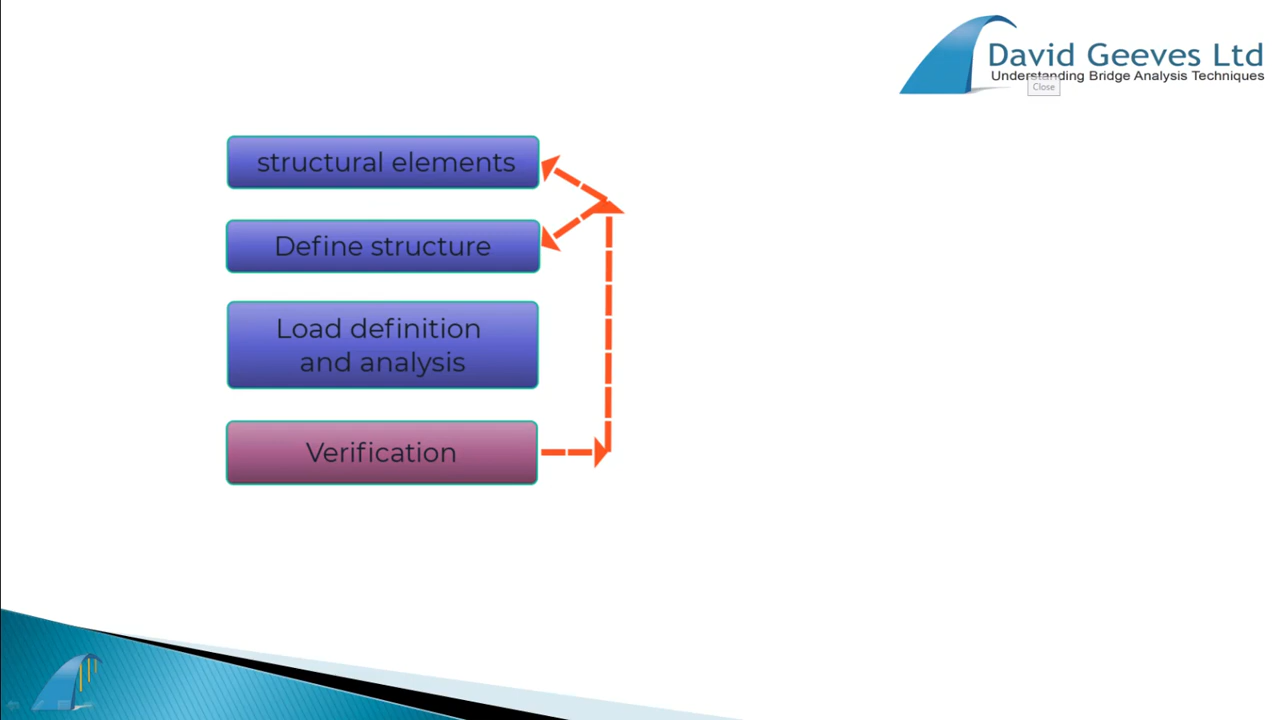 David Geeves Ltd
Understanding Bridge Analysis Techniques
Close
structural elements
Define structure
Load definition
and analysis
Verification